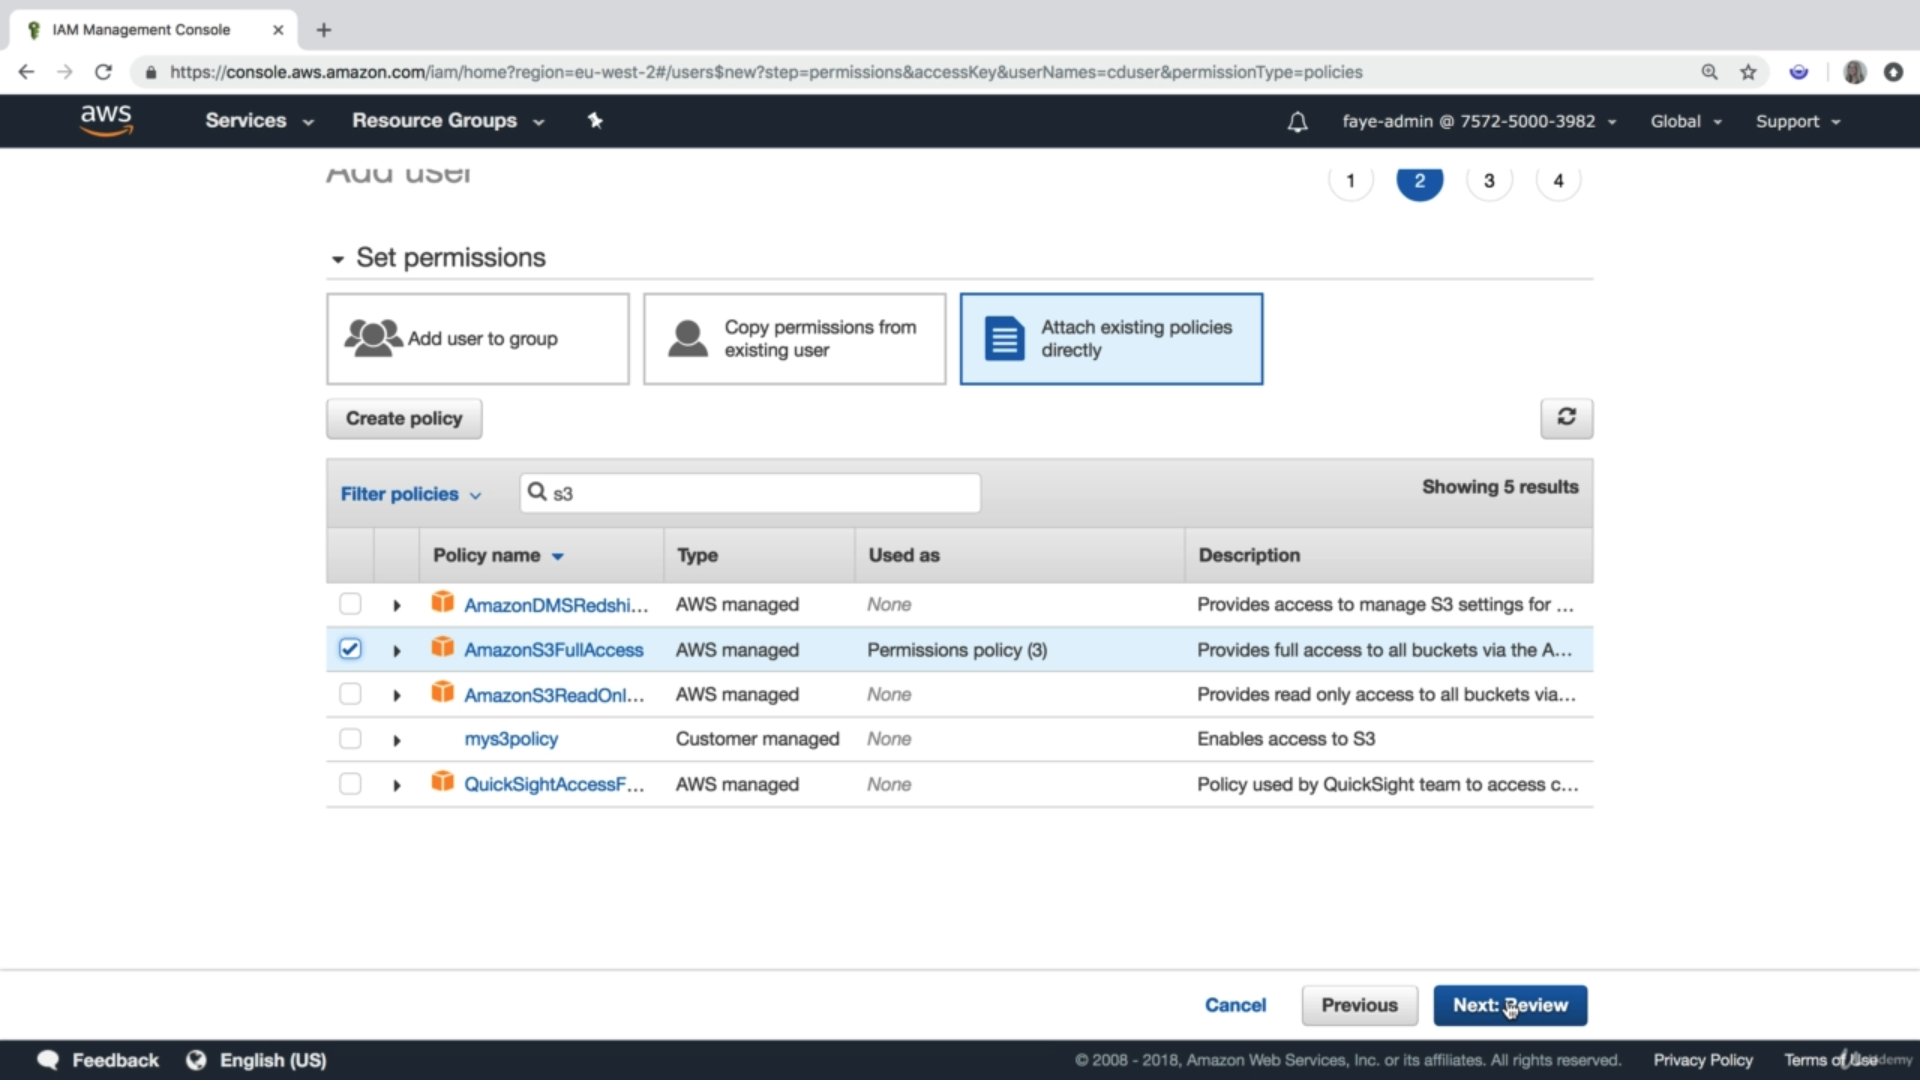 IAM Management Console
https://console.aws.amazon.com/iam/home?region=eu-west-2#/users$new?step=permissions&accessKey&userNames=cduser&permissionType=policies
aws Services Resource Groups faye-admin @ 7572-5000-3982 Global Support
Add user 1 2 3 4
Set permissions
Add user to group
Copy permissions from
existing user
Attach existing policies
directly
Create policy
Filter policies s3 Showing 5 results
Policy name Type Used as Description
AmazonDMSRedshi... AWS managed None Provides access to manage S3 settings for ...
AmazonS3FullAccess AWS managed Permissions policy (3) Provides full access to all buckets via the A...
AmazonS3ReadOnl... AWS managed None Provides read only access to all buckets via...
mys3policy Customer managed None Enables access to S3
QuickSightAccessF... AWS managed None Policy used by QuickSight team to access c...
Cancel Previous Next: Review
Feedback English (US) © 2008 - 2018, Amazon Web Services, Inc. or its affiliates. All rights reserved. Privacy Policy Terms of Use